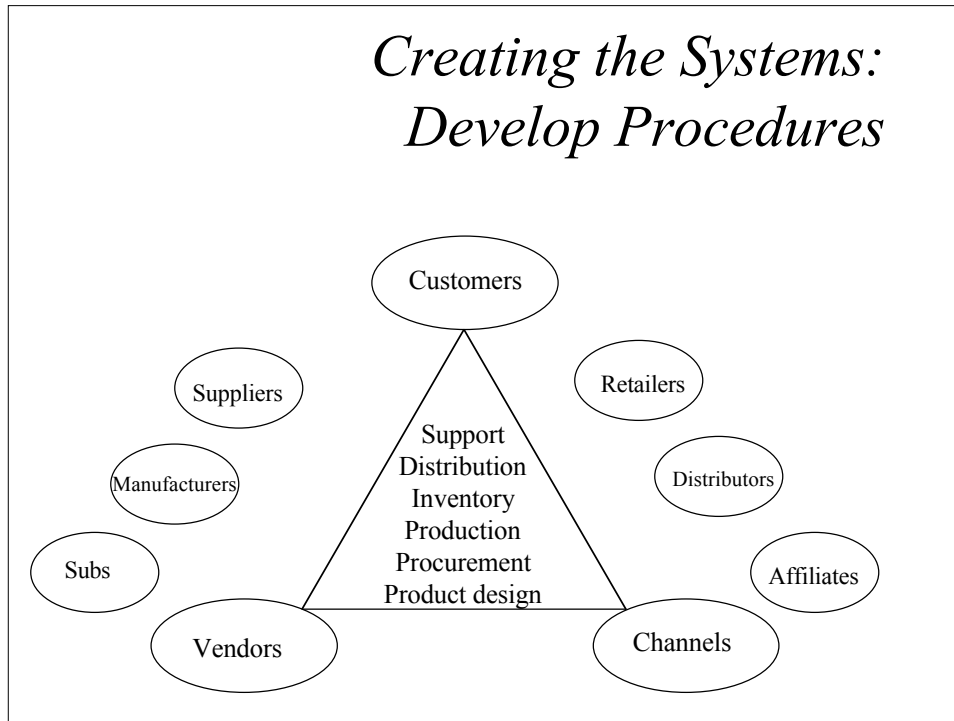 Creating the Systems:
Develop Procedures
Customers
Suppliers
Retailers
Support
Distribution
Inventory
Production
Procurement
Product design
Manufacturers
Distributors
Subs
Affiliates
Vendors
Channels